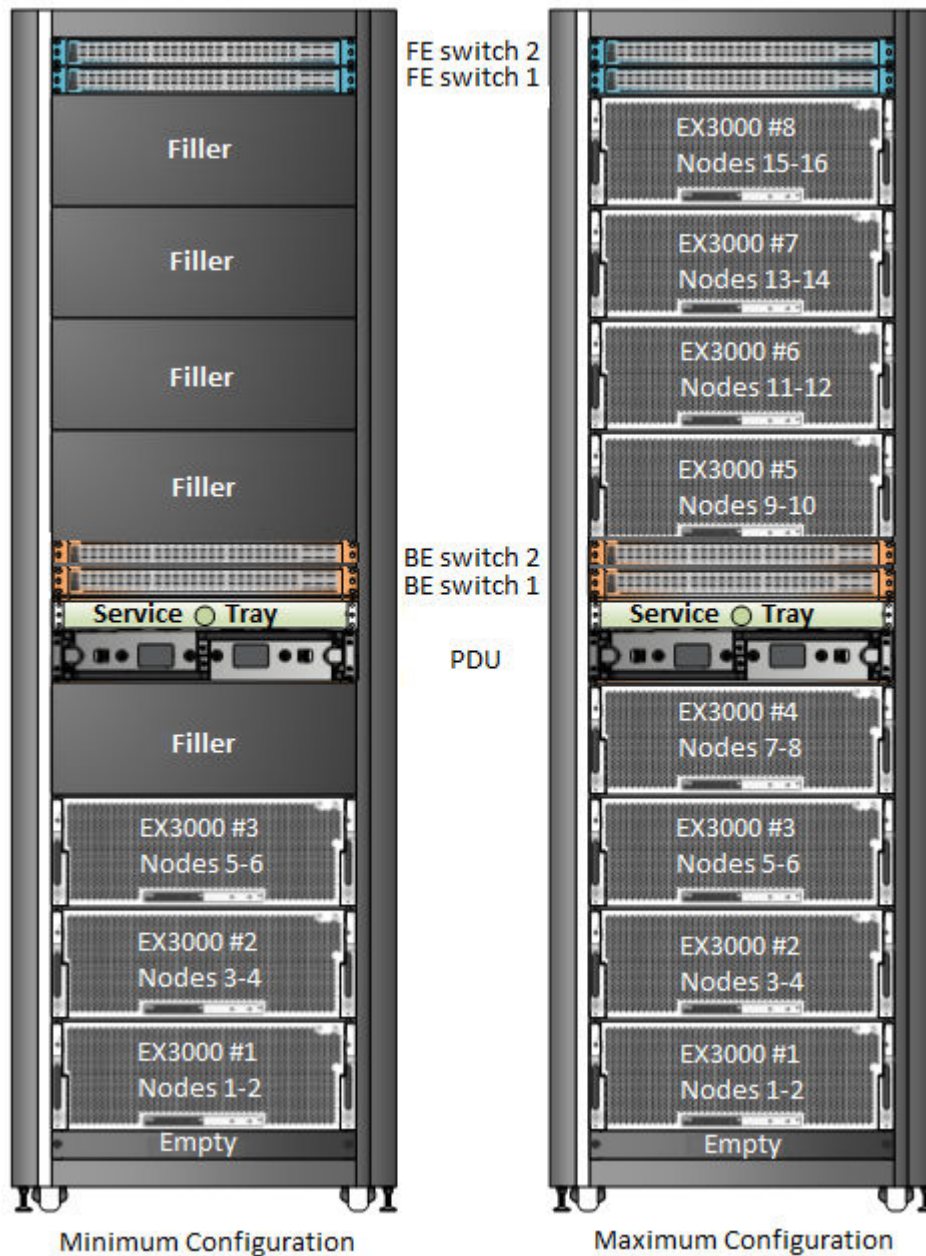 FE switch 2
FE switch 1
Filler
Filler
Filler
Filler
BE switch 2
BE switch 1
Service Tray
PDU
Filler
EX3000 #3
Nodes 5-6
EX3000 #2
Nodes 3-4
EX3000 #1
Nodes 1-2
Empty
Minimum Configuration
EX3000 #8
Nodes 15-16
EX3000 #7
Nodes 13-14
EX3000 #6
Nodes 11-12
EX3000 #5
Nodes 9-10
Service Tray
EX3000 #4
Nodes 7-8
EX3000 #3
Nodes 5-6
EX3000 #2
Nodes 3-4
EX3000 #1
Nodes 1-2
Empty
Maximum Configuration